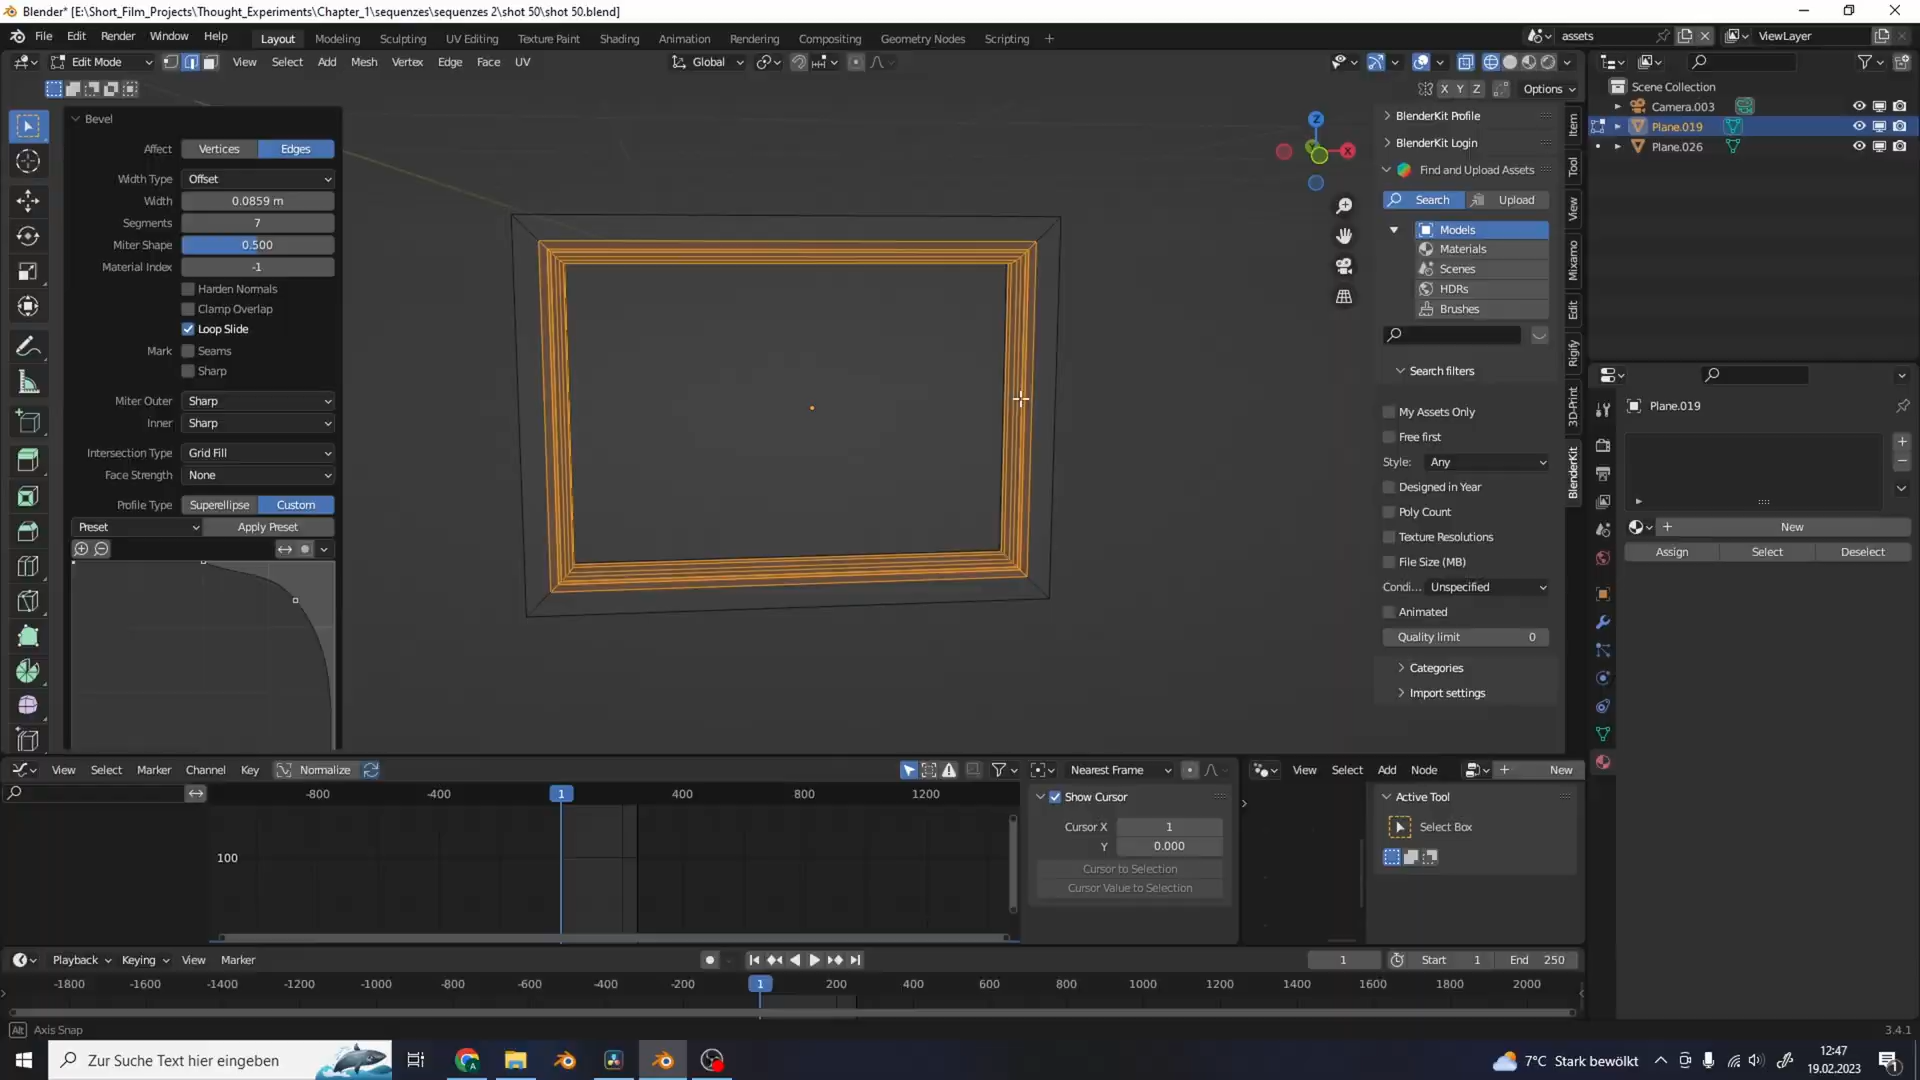 Blender* [E:\Short_Film_Projects\Thought_Experiments\Chapter_1\sequenzes\sequenzes 2\shot 50\shot 50.blend]
File Edit Render Window Help Layout Modeling Sculpting UV Editing Texture Paint Shading Animation Rendering Compositing Geometry Nodes Scripting + assets ViewLayer
Edit Mode View Select Add Mesh Vertex Edge Face UV Global
X Y Z Options
Scene Collection
Camera.003
Plane.019
Plane.026
Bevel
Affect Vertices Edges
Width Type Offset
Width 0.0859 m
Segments 7
Miter Shape 0.500
Material Index -1
Harden Normals
Clamp Overlap
Loop Slide
Mark Seams
Sharp
Miter Outer Sharp
Inner Sharp
Intersection Type Grid Fill
Face Strength None
Profile Type Superellipse Custom
Preset Apply Preset
Z
X
BlenderKit Profile
BlenderKit Login
Find and Upload Assets
Search Upload
Models
Materials
Scenes
HDRs
Brushes
Search filters
My Assets Only
Free first
Style: Any
Designed in Year
Poly Count
Texture Resolutions
File Size (MB)
Condi... Unspecified
Animated
Quality limit 0
Categories
Import settings
Item
Tool
View
Mixamo
Edit
Rigify
3D-Print
BlenderKit
Plane.019
+ New
Assign Select Deselect
View Select Marker Channel Key Normalize Nearest Frame
-800 -400 1 400 800 1200
100
Show Cursor
Cursor X 1
Y 0.000
Cursor to Selection
Cursor Value to Selection
View Select Add Node + New
Active Tool
Select Box
Playback Keying View Marker 1 Start 1 End 250
-1800 -1600 -1400 -1200 -1000 -800 -600 -400 -200 1 200 400 600 800 1000 1200 1400 1600 1800 2000
Alt Axis Snap
3.4.1
Zur Suche Text hier eingeben
7°C Stark bewölkt
12:47
19.02.2023
1